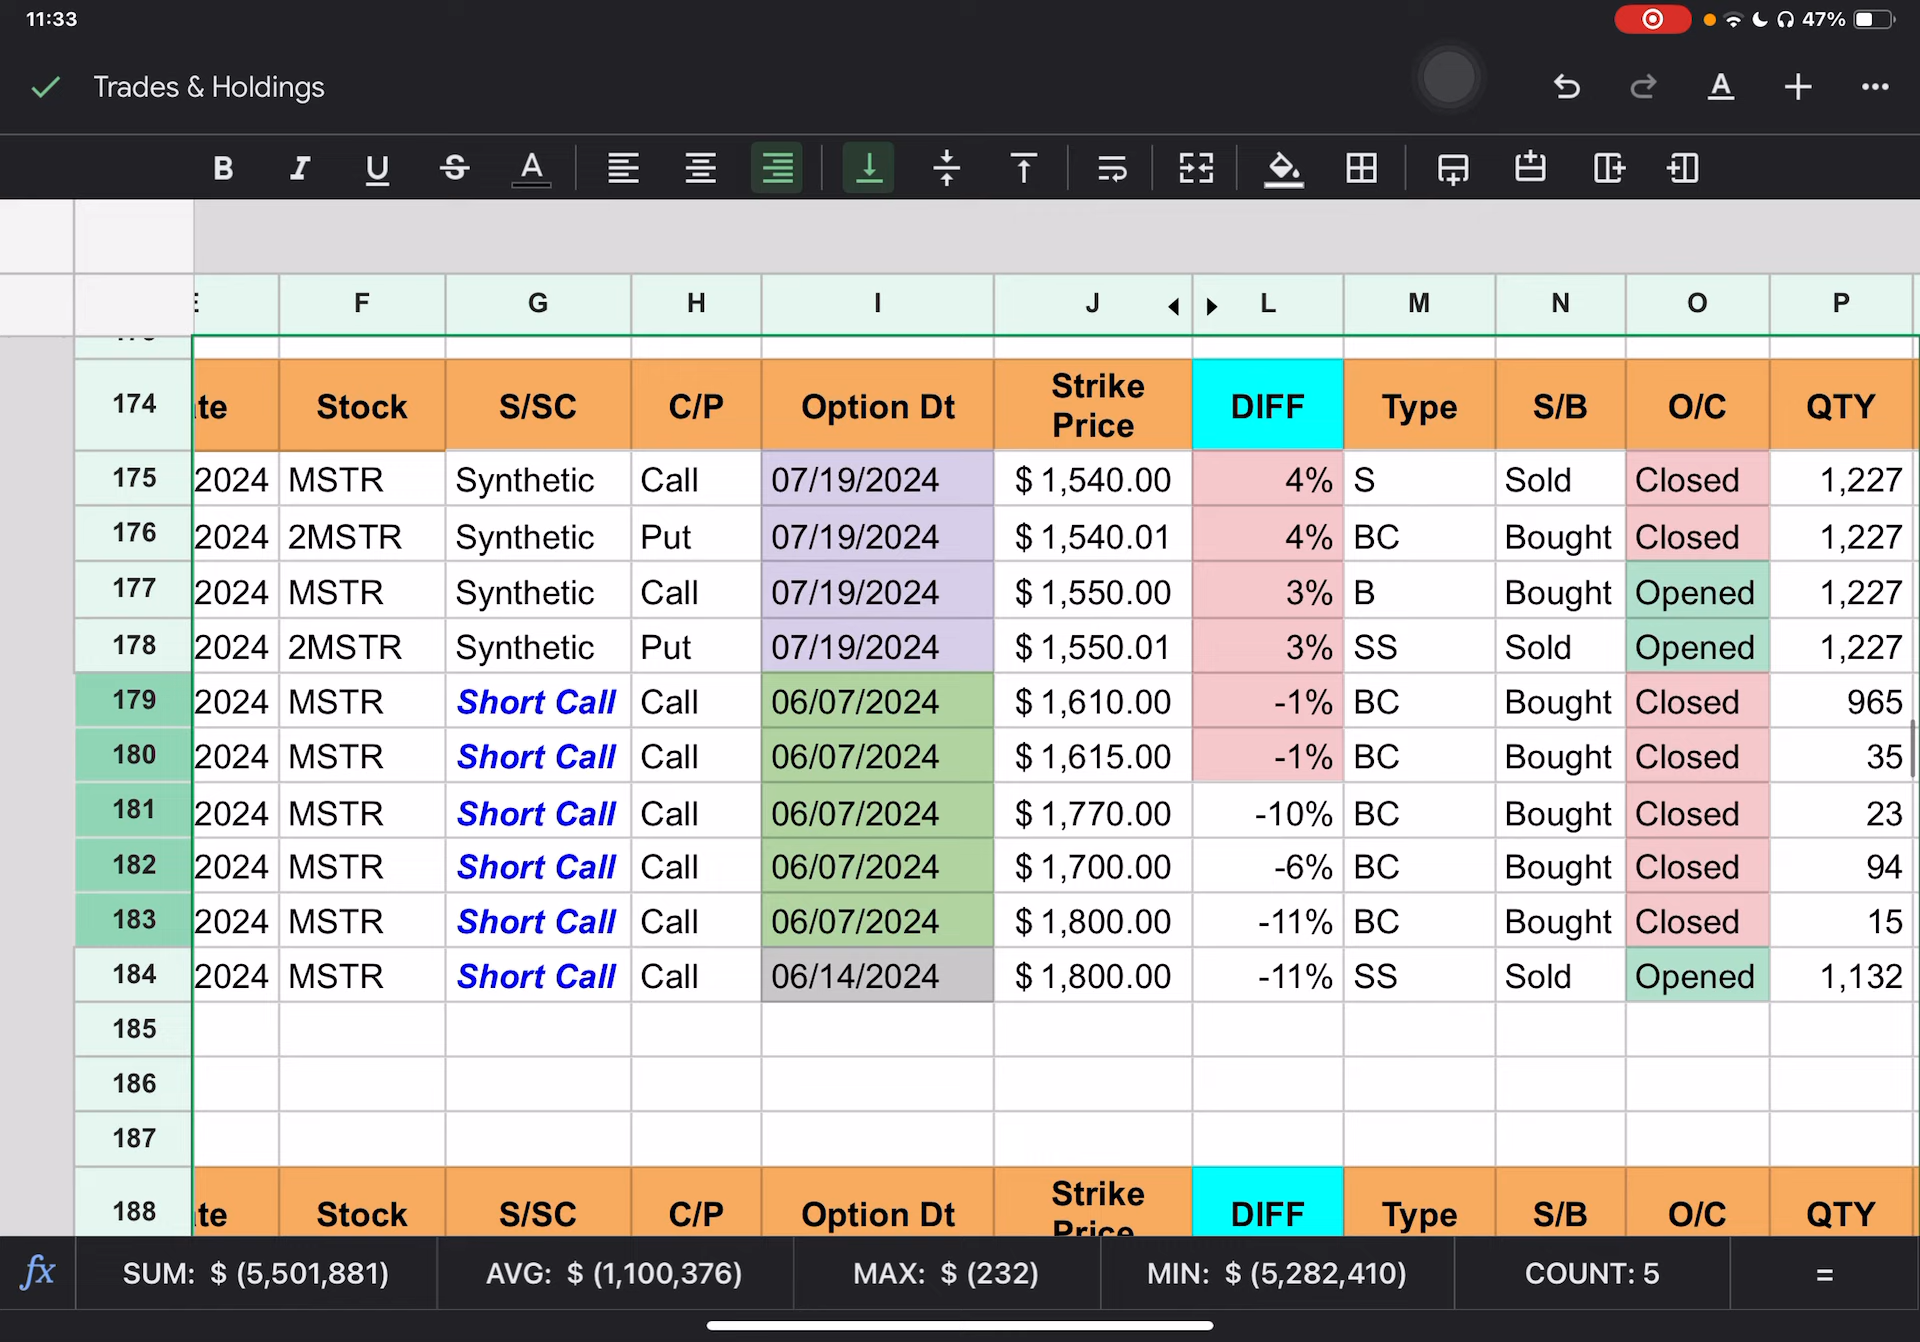 11:33
47%
Trades & Holdings
B I U S A
F G H I J L M N O P
174 te Stock S/SC C/P Option Dt Strike Price DIFF Type S/B O/C QTY
175 2024 MSTR Synthetic Call 07/19/2024 $ 1,540.00 4% S Sold Closed 1,227
176 2024 2MSTR Synthetic Put 07/19/2024 $ 1,540.01 4% BC Bought Closed 1,227
177 2024 MSTR Synthetic Call 07/19/2024 $ 1,550.00 3% B Bought Opened 1,227
178 2024 2MSTR Synthetic Put 07/19/2024 $ 1,550.01 3% SS Sold Opened 1,227
179 2024 MSTR Short Call Call 06/07/2024 $ 1,610.00 -1% BC Bought Closed 965
180 2024 MSTR Short Call Call 06/07/2024 $ 1,615.00 -1% BC Bought Closed 35
181 2024 MSTR Short Call Call 06/07/2024 $ 1,770.00 -10% BC Bought Closed 23
182 2024 MSTR Short Call Call 06/07/2024 $ 1,700.00 -6% BC Bought Closed 94
183 2024 MSTR Short Call Call 06/07/2024 $ 1,800.00 -11% BC Bought Closed 15
184 2024 MSTR Short Call Call 06/14/2024 $ 1,800.00 -11% SS Sold Opened 1,132
185
186
187
188 te Stock S/SC C/P Option Dt Strike Price DIFF Type S/B O/C QTY
fx SUM: $ (5,501,881) AVG: $ (1,100,376) MAX: $ (232) MIN: $ (5,282,410) COUNT: 5 =